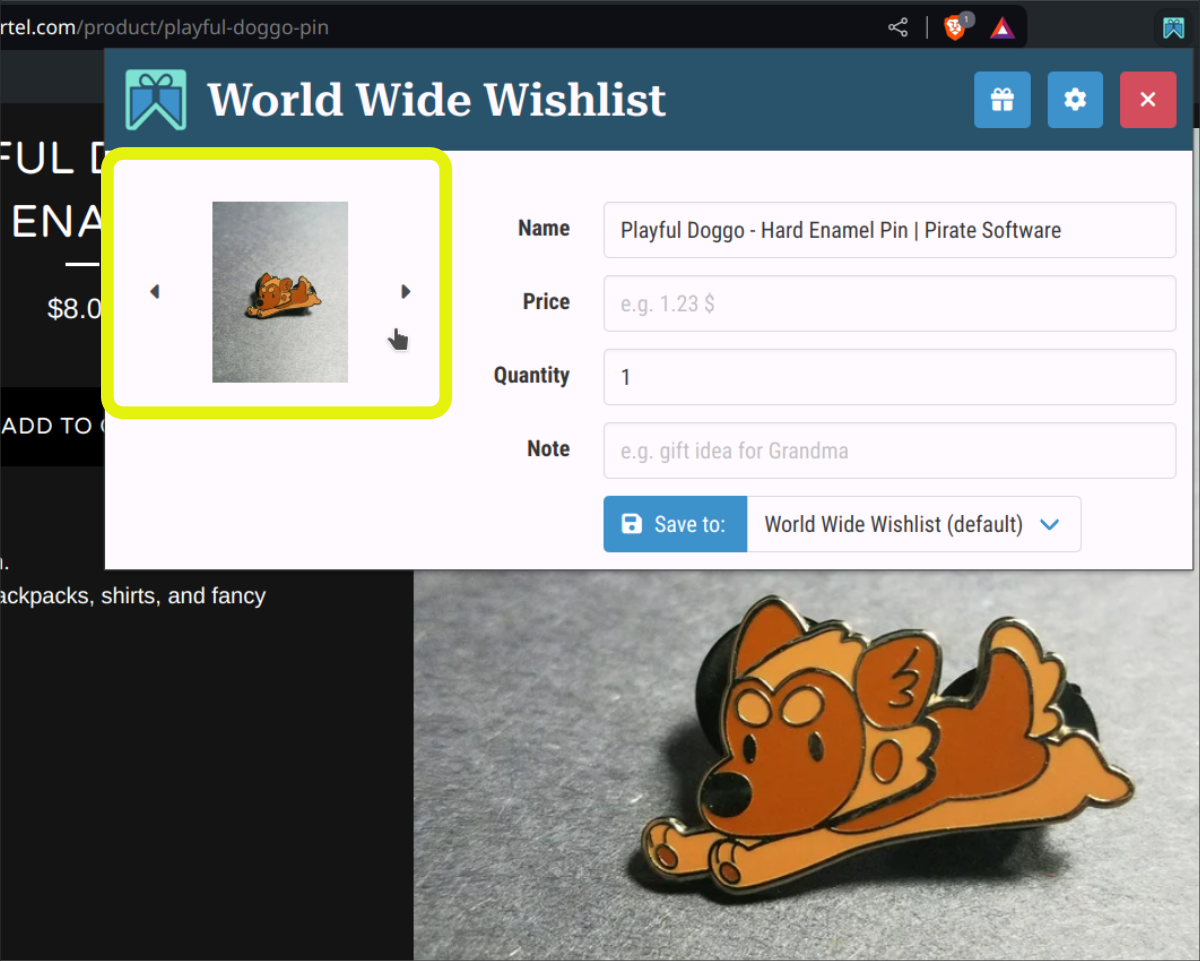 rtel.com/product/playful-doggo-pin
1
World Wide Wishlist
FUL D
ENA
$8.0
ADD TO
ackpacks, shirts, and fancy
Name
Playful Doggo - Hard Enamel Pin | Pirate Software
Price
e.g. 1.23 $
Quantity
1
Note
e.g. gift idea for Grandma
Save to:
World Wide Wishlist (default)